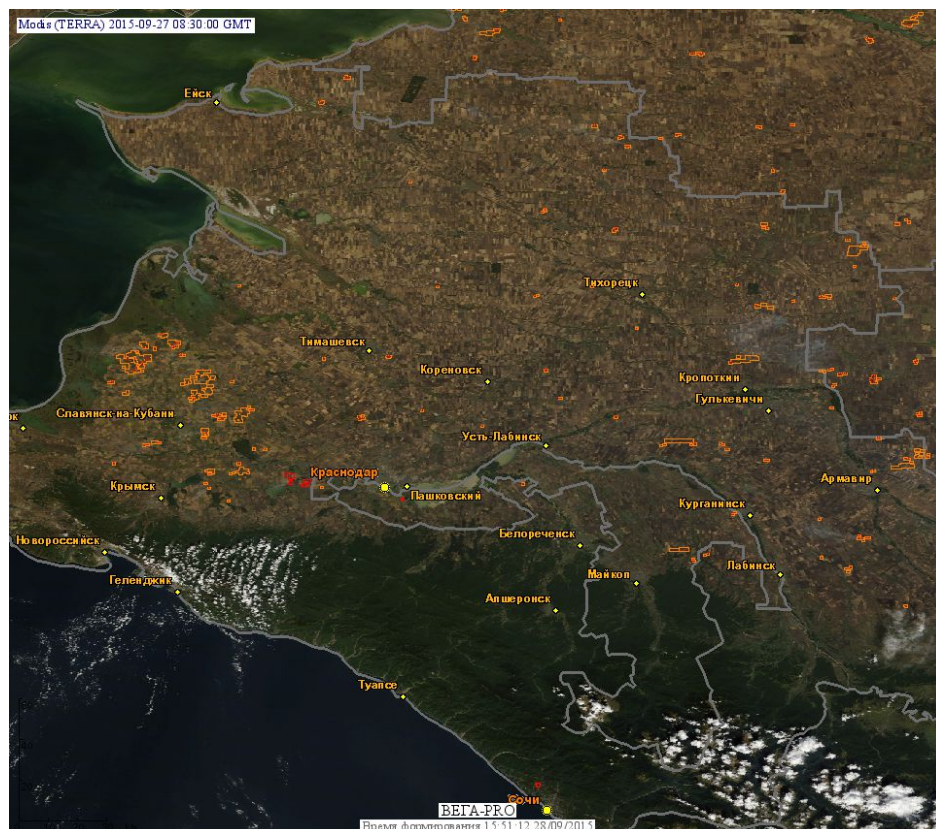 Modis (TERRA) 2015-09-27 08:30:00 GMT
Ейск
Тихорецк
Тимашевск
Кореновск
Кропоткин
Гулькевичи
Славянск-на-Кубани
Усть-Лабинск
Краснодар
Армавир
Крымск
Пашковский
Курганинск
Белореченск
Новороссийск
Лабинск
Геленджик
Майкоп
Апшеронск
Туапсе
Сочи
ВЕГА-PRO
Время формирования 15:51:12 28/09/2015